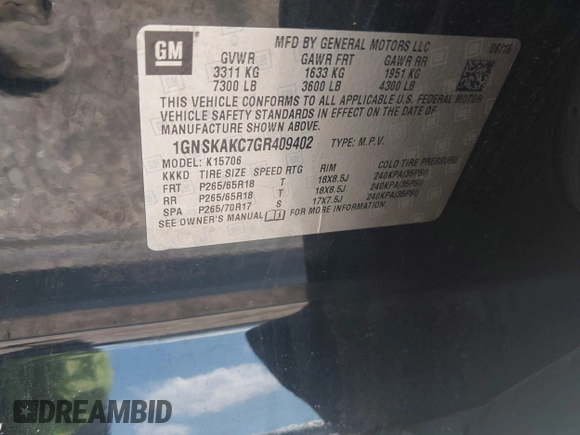 GM
MFD BY GENERAL MOTORS LLC 06/16
GVWR GAWR FRT GAWR RR
3311 KG 1633 KG 1951 KG
7300 LB 3600 LB 4300 LB
THIS VEHICLE CONFORMS TO ALL APPLICABLE U.S. FEDERAL MOTOR
VEHICLE SAFETY STANDARDS IN EFFECT ON THE DATE OF
MANUFACTURE SHOWN ABOVE.
1GNSKAKC7GR409402 TYPE: M.P.V.
MODEL: K15706
KKKD TIRE SIZE SPEED RTG RIM COLD TIRE PRESSURE
FRT P265/65R18 T 18X8.5J 240KPA(35PSI)
RR P265/65R18 T 18X8.5J 240KPA(35PSI)
SPA P265/70R17 S 17X7.5J 240KPA(35PSI)
SEE OWNER'S MANUAL
DREAMBID